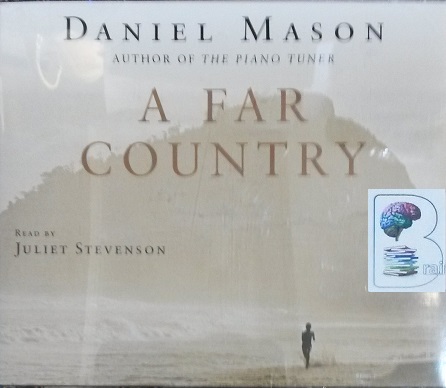 DANIEL MASON
AUTHOR OF THE PIANO TUNER
A FAR
COUNTRY
READ BY
JULIET STEVENSON